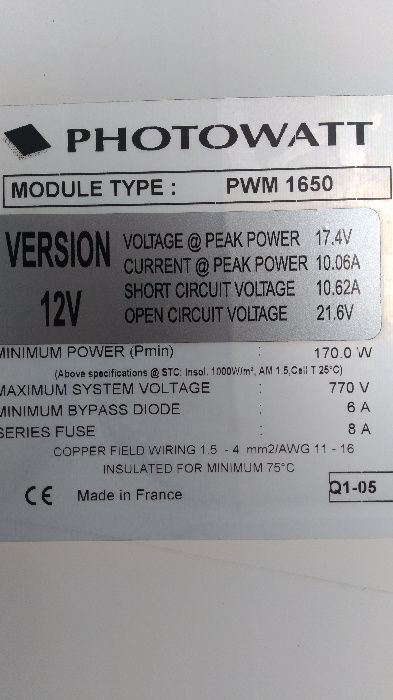 PHOTOWATT
MODULE TYPE : PWM 1650
VERSION 12V
VOLTAGE @ PEAK POWER 17.4V
CURRENT @ PEAK POWER 10.06A
SHORT CIRCUIT VOLTAGE 10.62A
OPEN CIRCUIT VOLTAGE 21.6V
MINIMUM POWER (Pmin) : 170.0 W
(Above specifications @ STC: Insol. 1000W/m², AM 1.5,Cell T 25°C)
MAXIMUM SYSTEM VOLTAGE : 770 V
MINIMUM BYPASS DIODE : 6 A
SERIES FUSE : 8 A
COPPER FIELD WIRING 1.5 - 4 mm2/AWG 11 - 16
INSULATED FOR MINIMUM 75°C
CE Made in France Q1-05